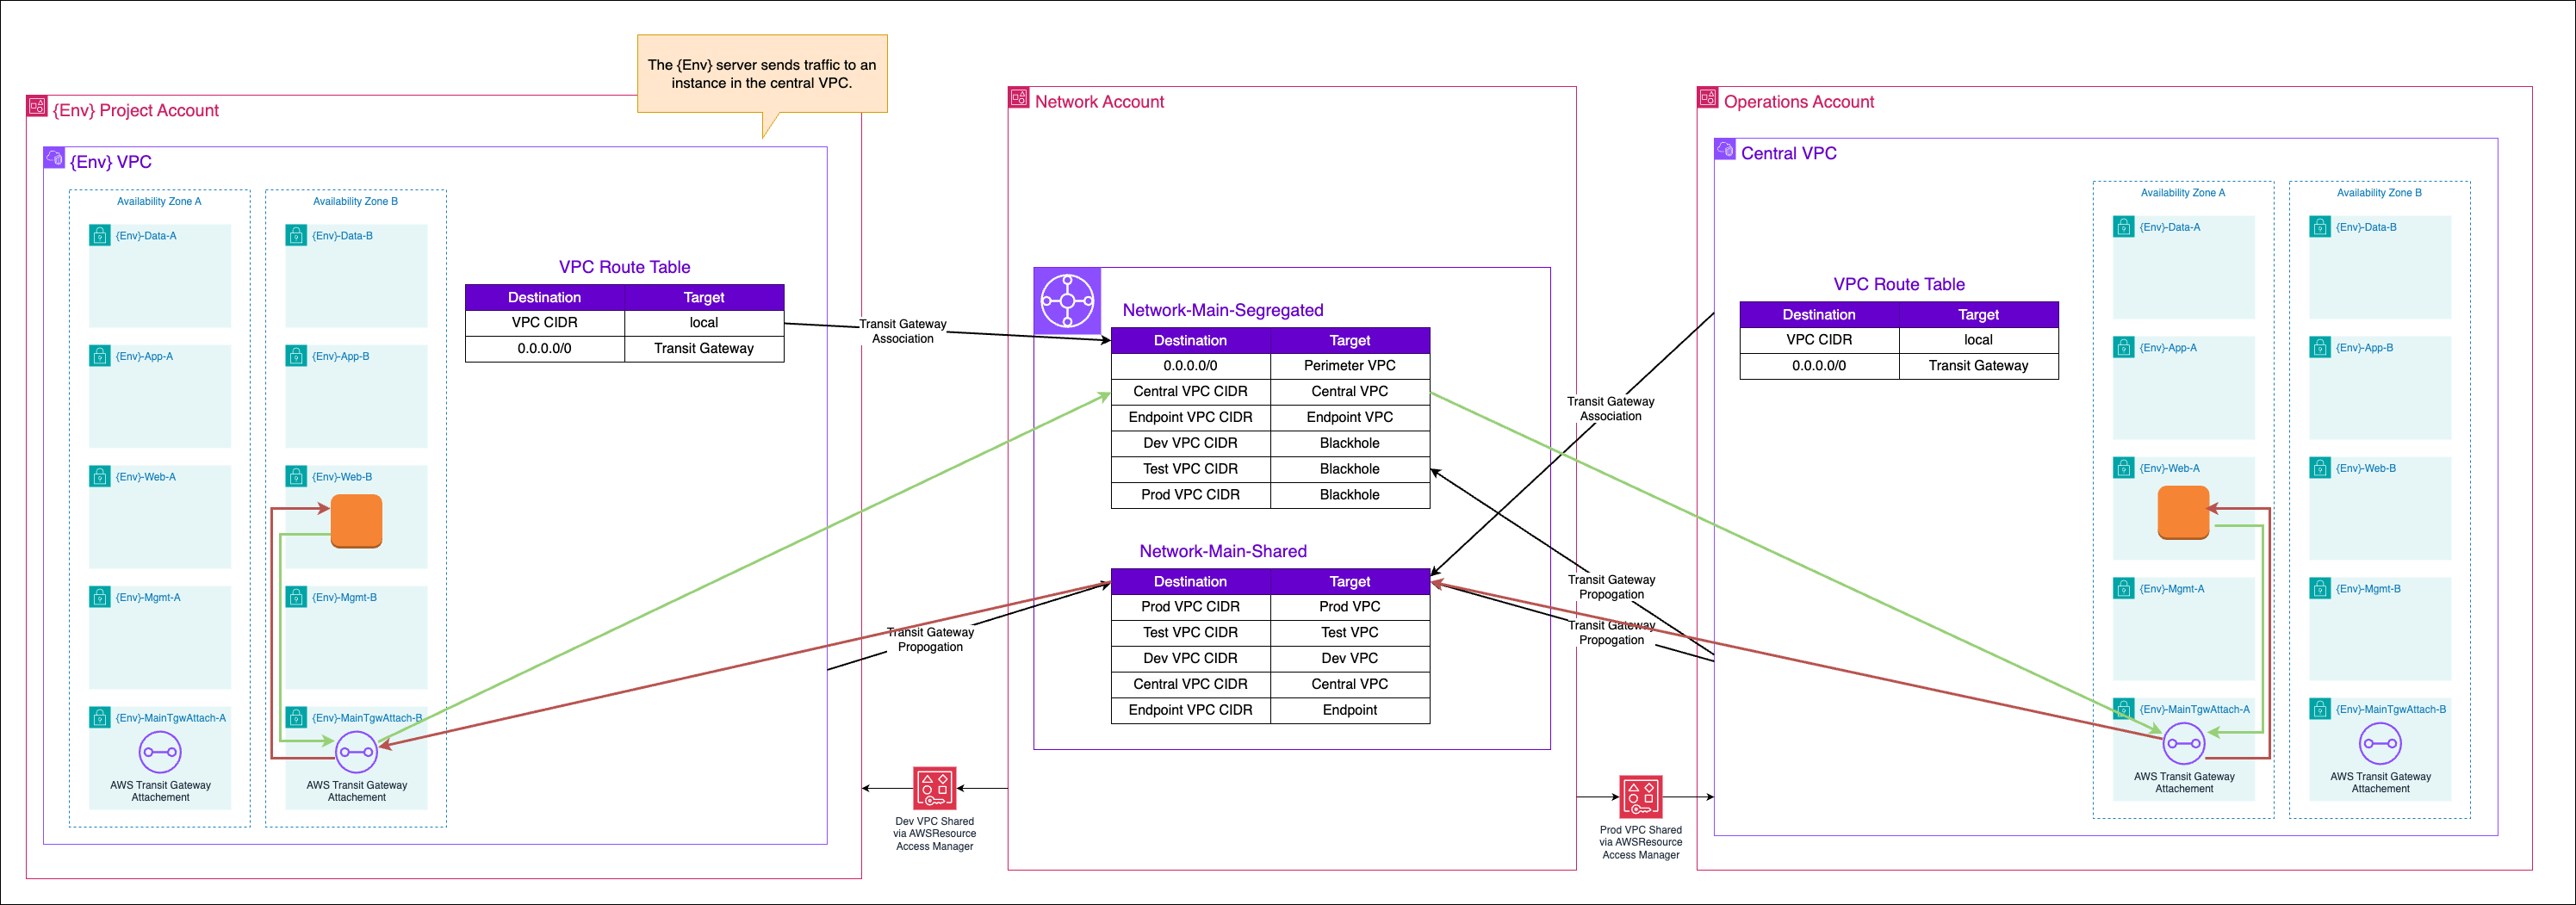 The {Env} server sends traffic to an
instance in the central VPC.
{Env} Project Account
{Env} VPC
Availability Zone A
{Env}-Data-A
{Env}-App-A
{Env}-Web-A
{Env}-Mgmt-A
{Env}-MainTgwAttach-A
AWS Transit Gateway
Attachement
Availability Zone B
{Env}-Data-B
{Env}-App-B
{Env}-Web-B
{Env}-Mgmt-B
{Env}-MainTgwAttach-B
AWS Transit Gateway
Attachement
VPC Route Table
Destination Target
VPC CIDR local
0.0.0.0/0 Transit Gateway
Transit Gateway
Association
Transit Gateway
Propogation
Dev VPC Shared
via AWSResource
Access Manager
Network Account
Network-Main-Segregated
Destination Target
0.0.0.0/0 Perimeter VPC
Central VPC CIDR Central VPC
Endpoint VPC CIDR Endpoint VPC
Dev VPC CIDR Blackhole
Test VPC CIDR Blackhole
Prod VPC CIDR Blackhole
Network-Main-Shared
Destination Target
Prod VPC CIDR Prod VPC
Test VPC CIDR Test VPC
Dev VPC CIDR Dev VPC
Central VPC CIDR Central VPC
Endpoint VPC CIDR Endpoint
Transit Gateway
Association
Transit Gateway
Propogation
Transit Gateway
Propogation
Prod VPC Shared
via AWSResource
Access Manager
Operations Account
Central VPC
VPC Route Table
Destination Target
VPC CIDR local
0.0.0.0/0 Transit Gateway
Availability Zone A
{Env}-Data-A
{Env}-App-A
{Env}-Web-A
{Env}-Mgmt-A
{Env}-MainTgwAttach-A
AWS Transit Gateway
Attachement
Availability Zone B
{Env}-Data-B
{Env}-App-B
{Env}-Web-B
{Env}-Mgmt-B
{Env}-MainTgwAttach-B
AWS Transit Gateway
Attachement